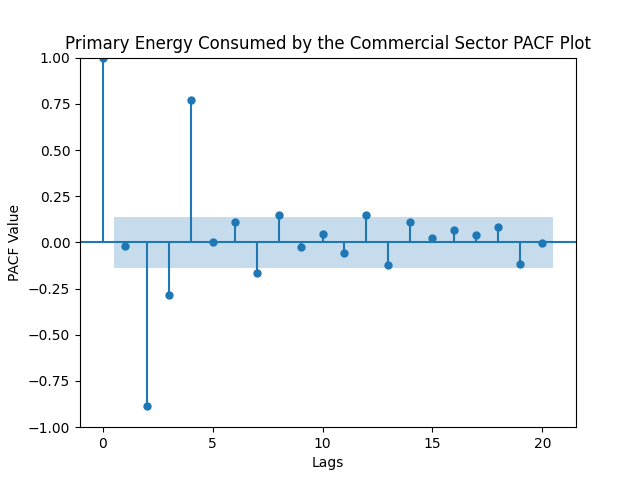 Primary Energy Consumed by the Commercial Sector PACF Plot
1.00
0.75
0.50
0.25
0.00
−0.25
−0.50
−0.75
−1.00
PACF Value
0 5 10 15 20
Lags